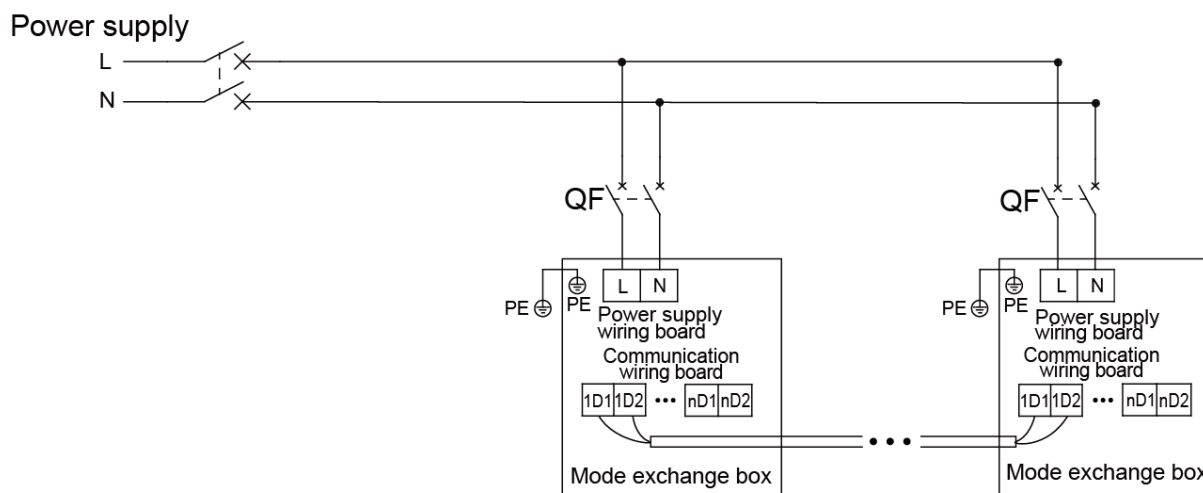 Power supply
L
N
QF
QF
PE
PE
L N
PE
PE
L N
Power supply
wiring board
Power supply
wiring board
Communication
wiring board
Communication
wiring board
1D1 1D2 ••• nD1 nD2
1D1 1D2 ••• nD1 nD2
•••
Mode exchange box
Mode exchange box